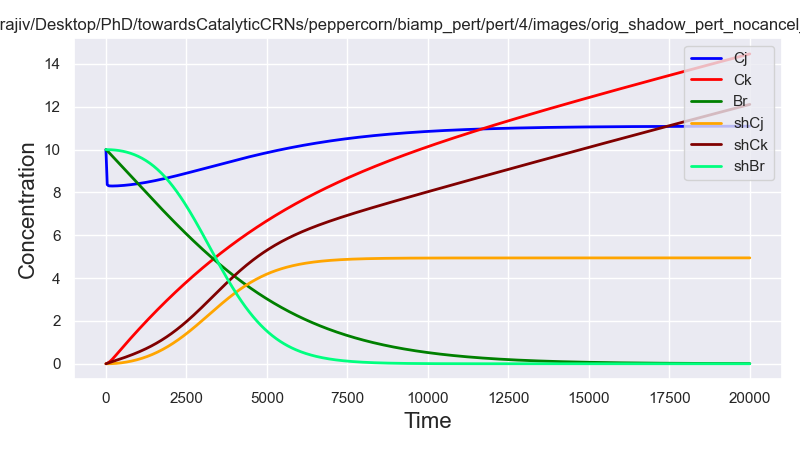 rajiv/Desktop/PhD/towardsCatalyticCRNs/peppercorn/biamp_pert/pert/4/images/orig_shadow_pert_nocancel_
Concentration
14
12
10
8
6
4
2
0
0 2500 5000 7500 10000 12500 15000 17500 20000
Time
Cj
Ck
Br
shCj
shCk
shBr